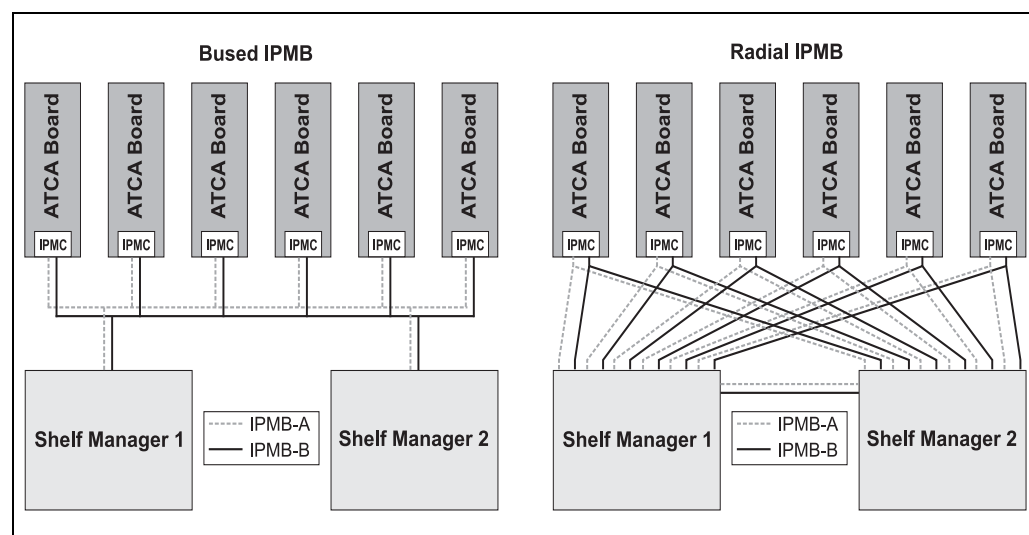 Bused IPMB
ATCA Board
ATCA Board
ATCA Board
ATCA Board
ATCA Board
ATCA Board
IPMC
IPMC
IPMC
IPMC
IPMC
IPMC
Shelf Manager 1
IPMB-A
IPMB-B
Shelf Manager 2
Radial IPMB
ATCA Board
ATCA Board
ATCA Board
ATCA Board
ATCA Board
ATCA Board
IPMC
IPMC
IPMC
IPMC
IPMC
IPMC
Shelf Manager 1
IPMB-A
IPMB-B
Shelf Manager 2